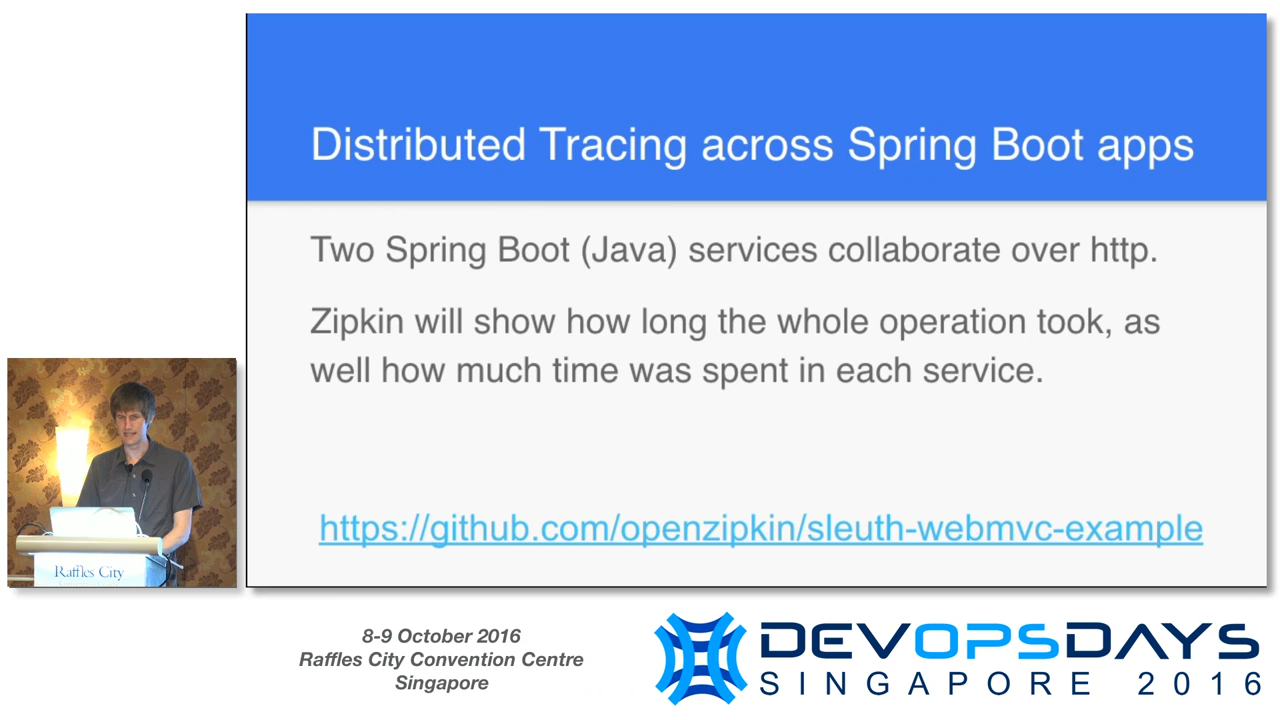 Distributed Tracing across Spring Boot apps
Two Spring Boot (Java) services collaborate over http.
Zipkin will show how long the whole operation took, as
well how much time was spent in each service.
https://github.com/openzipkin/sleuth-webmvc-example
Raffles City
8-9 October 2016
Raffles City Convention Centre
Singapore
DEVOPSDAYS
SINGAPORE 2016